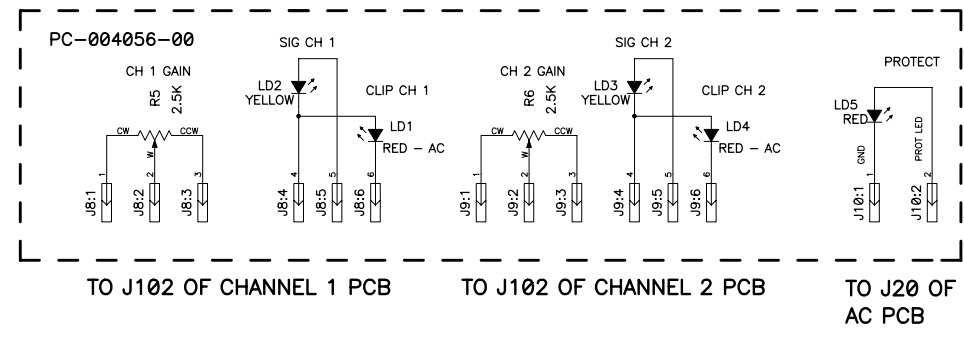 PC-004056-00
SIG CH 1
SIG CH 2
PROTECT
CH 1 GAIN
R5
2.5K
LD2
YELLOW
CLIP CH 1
LD1
RED - AC
CH 2 GAIN
R6
2.5K
LD3
YELLOW
CLIP CH 2
LD4
RED - AC
LD5
RED
GND
PROT LED
CW
CCW
W
CW
CCW
W
1
2
3
4
5
6
1
2
3
4
5
6
1
2
J8:1
J8:2
J8:3
J8:4
J8:5
J8:6
J9:1
J9:2
J9:3
J9:4
J9:5
J9:6
J10:1
J10:2
TO J102 OF CHANNEL 1 PCB
TO J102 OF CHANNEL 2 PCB
TO J20 OF
AC PCB